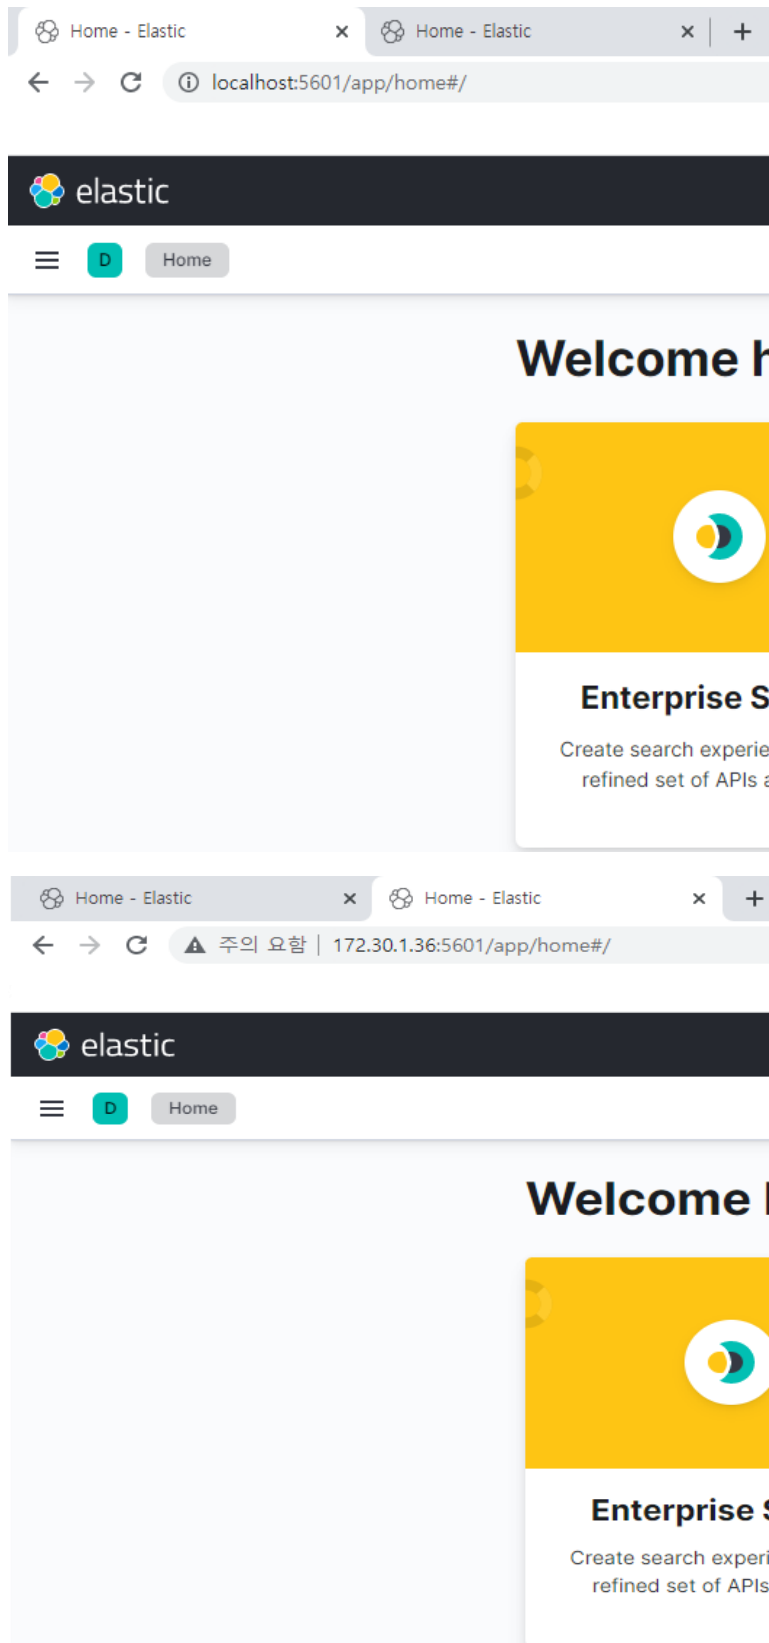 Home - Elastic
Home - Elastic
localhost:5601/app/home#/
elastic
D
Home
Welcome h
Enterprise S
Create search experie
refined set of APIs a
Home - Elastic
Home - Elastic
주의 요함 | 172.30.1.36:5601/app/home#/
elastic
D
Home
Welcome
Enterprise S
Create search experi
refined set of APIs